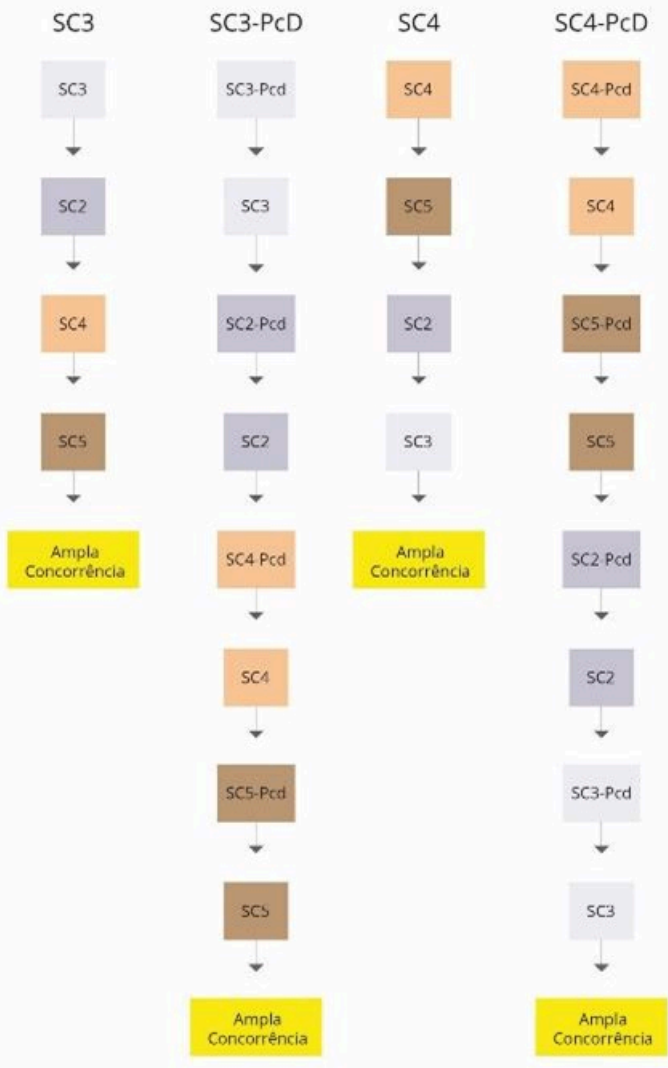 SC3
SC3
SC2
SC4
SC5
Ampla
Concorrência
SC3-PcD
SC3-Pcd
SC3
SC2-Pcd
SC2
SC4-Pcd
SC4
SC5-Pcd
SC5
Ampla
Concorrência
SC4
SC4
SC5
SC2
SC3
Ampla
Concorrência
SC4-PcD
SC4-Pcd
SC4
SC5-Pcd
SC5
SC2-Pcd
SC2
SC3-Pcd
SC3
Ampla
Concorrência